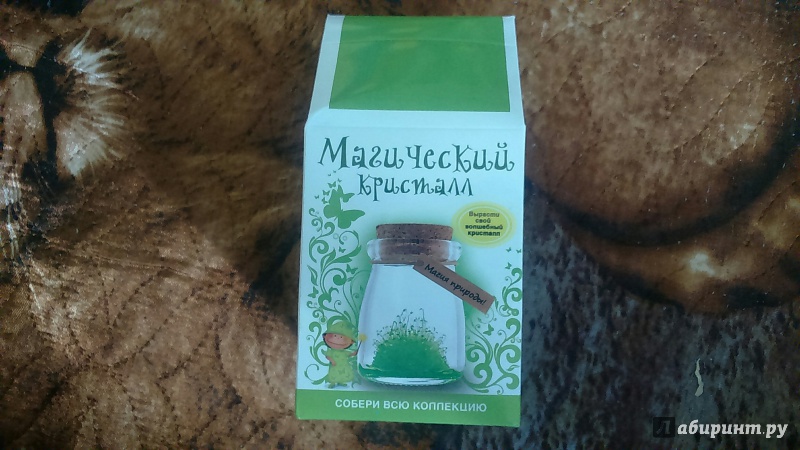 Магический
кристалл
Вырасти
свой
волшебный
кристалл
Магия природы!
СОБЕРИ ВСЮ КОЛЛЕКЦИЮ
Лабиринт.ру